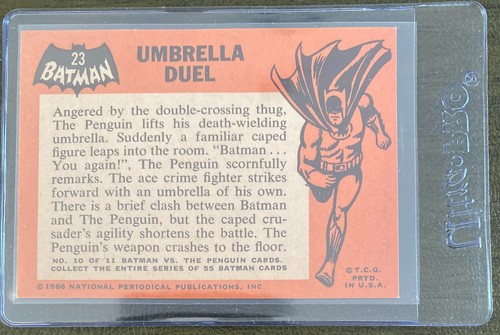 23
BATMAN
UMBRELLA
DUEL
Angered by the double-crossing thug,
The Penguin lifts his death-wielding
umbrella. Suddenly a familiar caped
figure leaps into the room. “Batman . . .
You again!”, The Penguin scornfully
remarks. The ace crime fighter strikes
forward with an umbrella of his own.
There is a brief clash between Batman
and The Penguin, but the caped cru-
sader's agility shortens the battle. The
Penguin's weapon crashes to the floor.
NO. 10 OF 11 BATMAN VS. THE PENGUIN CARDS.
COLLECT THE ENTIRE SERIES OF 55 BATMAN CARDS
©1966 NATIONAL PERIODICAL PUBLICATIONS, INC.
©T.C.G.
PRTD.
IN U.S.A.